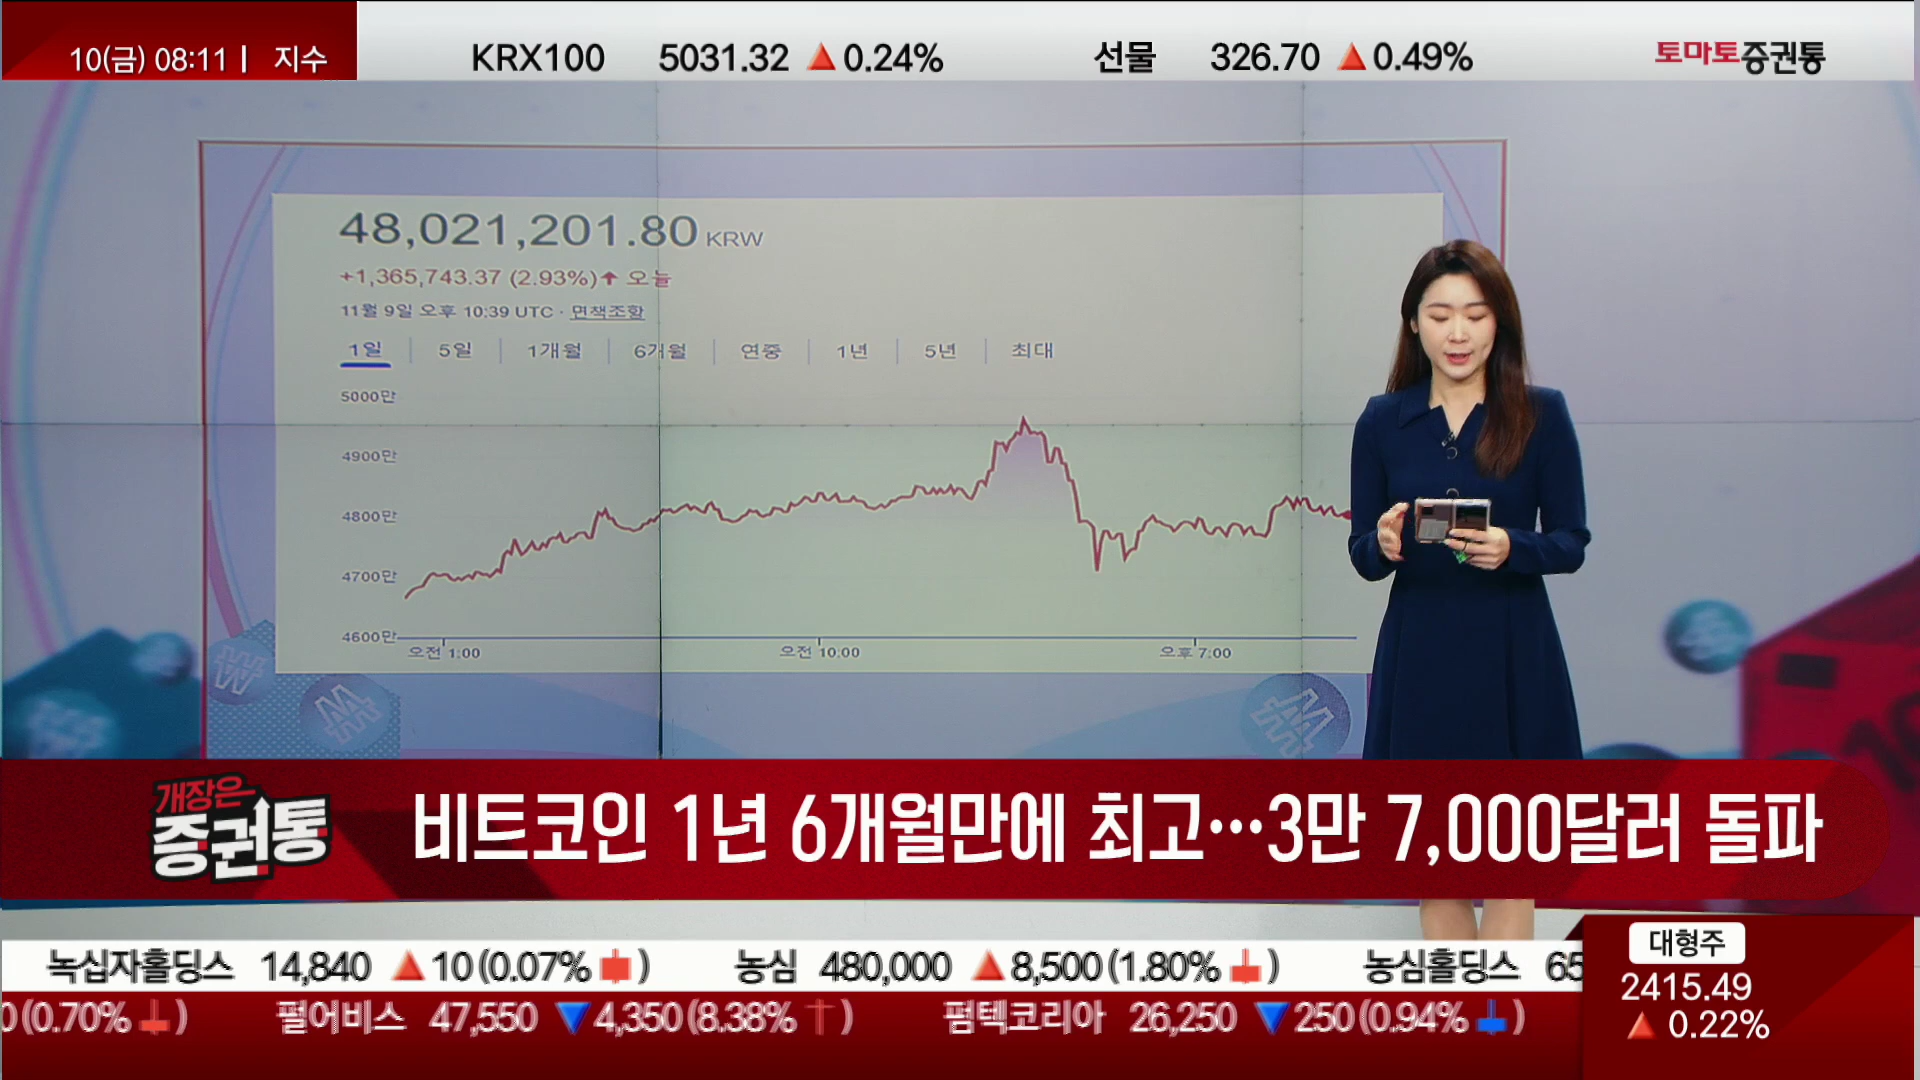 10(금) 08:11 | 지수 KRX100 5031.32 ▲0.24% 선물 326.70 ▲0.49% 토마토증권통
48,021,201.80 KRW
+1,365,743.37 (2.93%)↑ 오늘
11월 9일 오후 10:39 UTC · 면책조항
1일 5일 1개월 6개월 연중 1년 5년 최대
5000만
4900만
4800만
4700만
4600만
오전 1:00 오전 10:00 오후 7:00
개장은
증권통
비트코인 1년 6개월만에 최고…3만 7,000달러 돌파
녹십자홀딩스 14,840 ▲10(0.07%) 농심 480,000 ▲8,500(1.80%) 농심홀딩스 65
0(0.70%) 펄어비스 47,550 ▼4,350(8.38%↑) 펌텍코리아 26,250 ▼250(0.94%)
대형주
2415.49
▲ 0.22%